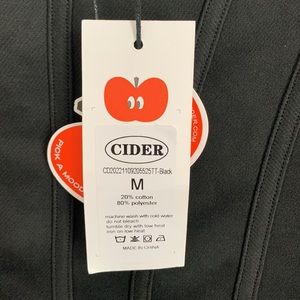 CIDER
CD20221109205525TT-Black
M
20% cotton
80% polyester
machine wash with cold water
do not bleach
tumble dry with low heat
iron on low heat
MADE IN CHINA
PICK A MOOD